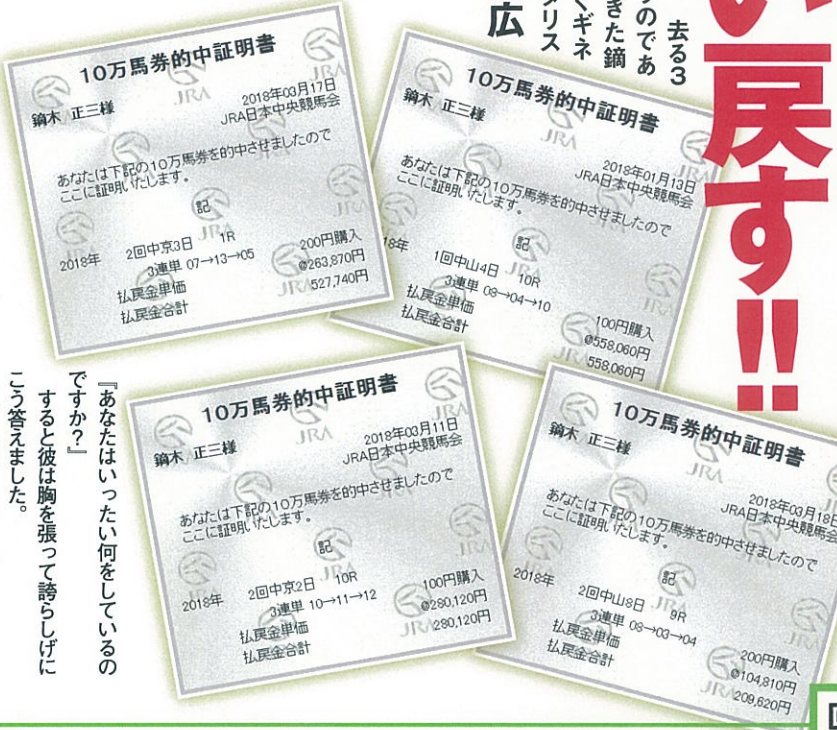 い戻す!!
去る3
のであ
きた鏑
くギネ
タリス
広
10万馬券的中証明書
鏑木 正三様
2018年03月17日
JRA日本中央競馬会
あなたは下記の10万馬券を的中させましたので
ここに証明いたします。
記
2018年 2回中京3日 1R
3連単 07→13→05 200円購入
払戻金単価 @263,870円
払戻金合計 527,740円
10万馬券的中証明書
鏑木 正三様
2018年01月13日
JRA日本中央競馬会
あなたは下記の10万馬券を的中させましたので
ここに証明いたします。
記
18年 1回中山4日 10R
3連単 08→04→10 100円購入
払戻金単価 @558,060円
払戻金合計 558,060円
10万馬券的中証明書
鏑木 正三様
2018年03月11日
JRA日本中央競馬会
あなたは下記の10万馬券を的中させましたので
ここに証明いたします。
記
2018年 2回中京2日 10R
3連単 10→11→12 100円購入
払戻金単価 @280,120円
払戻金合計 280,120円
10万馬券的中証明書
鏑木 正三様
2018年03月18日
JRA日本中央競馬会
あなたは下記の10万馬券を的中させましたので
ここに証明いたします。
記
2018年 2回中山8日 9R
3連単 08→03→04 200円購入
払戻金単価 @104,810円
払戻金合計 209,620円
『あなたはいったい何をしているの
ですか?』
すると彼は胸を張って誇らしげに
こう答えました。